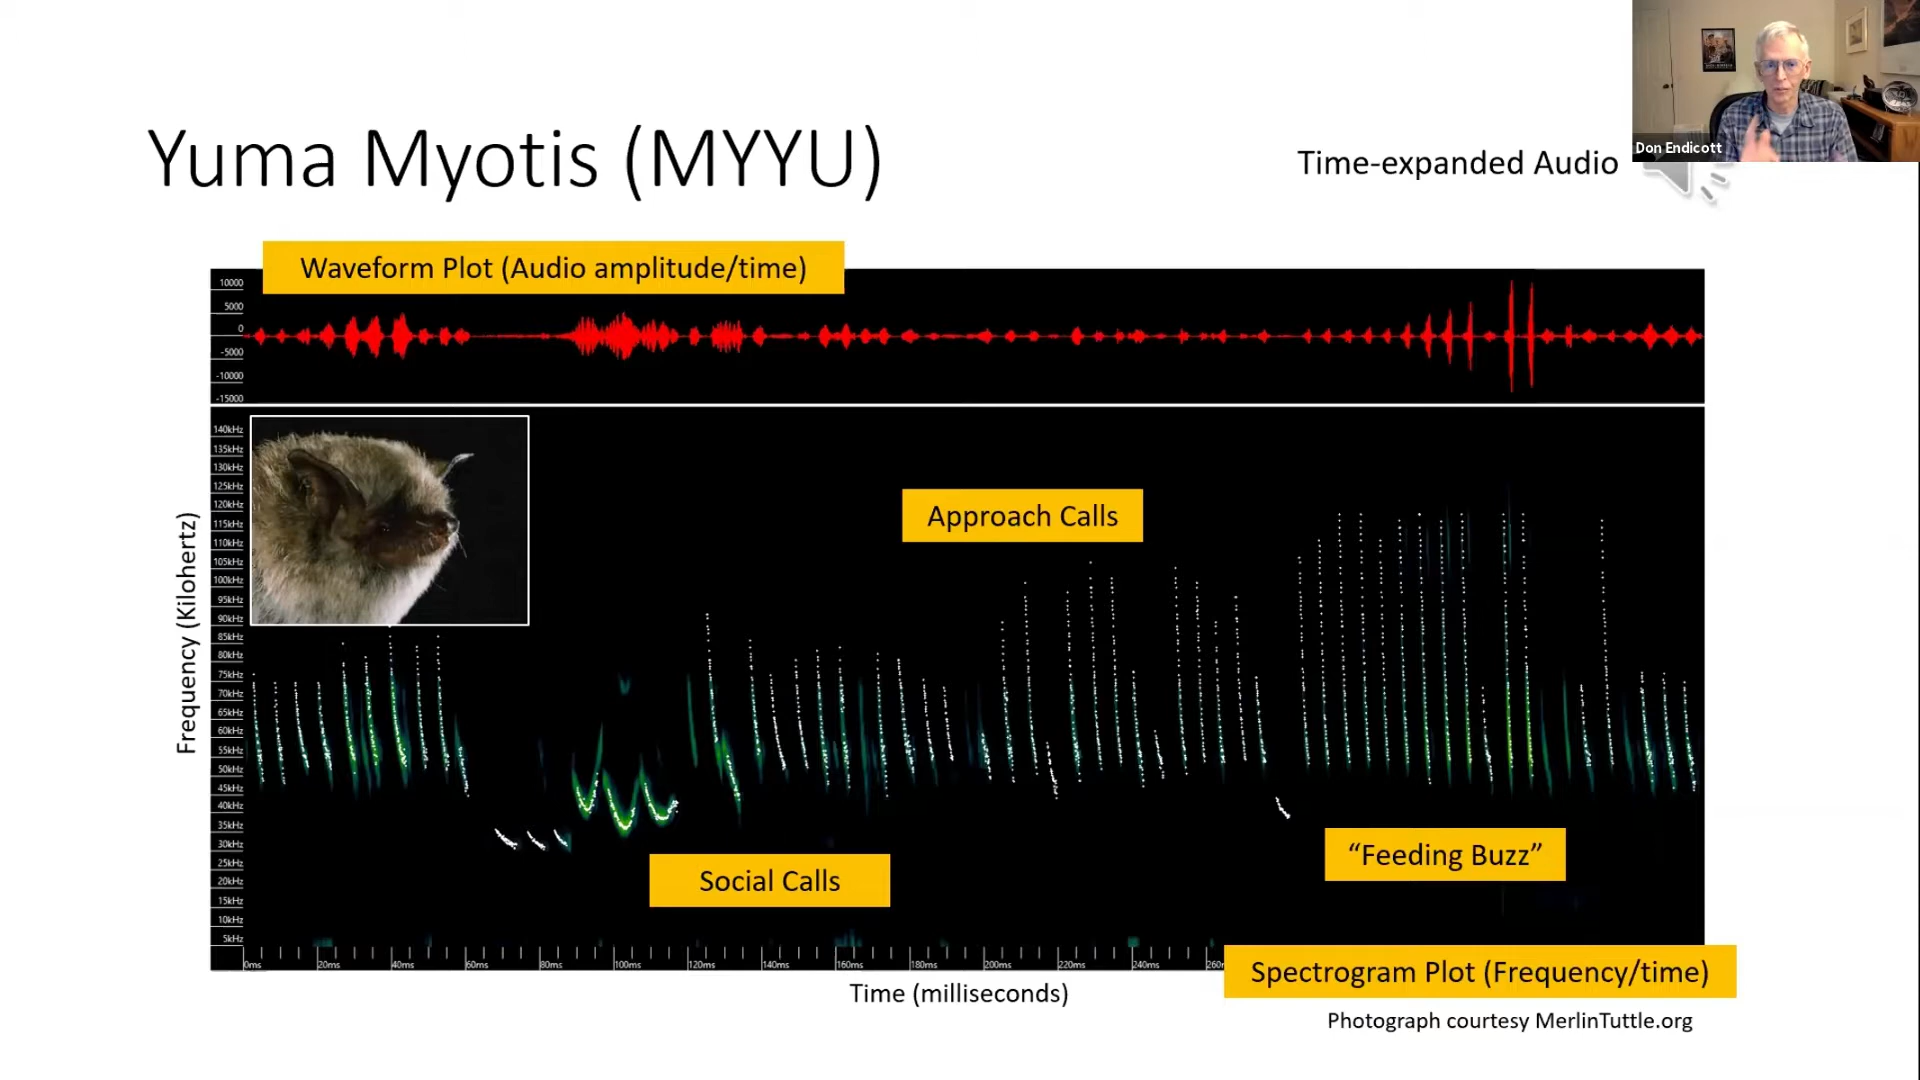 Don Endicott
Yuma Myotis (MYYU)
Time-expanded Audio
Waveform Plot (Audio amplitude/time)
10000
5000
0
-5000
-10000
-15000
140kHz
135kHz
130kHz
125kHz
120kHz
115kHz
110kHz
105kHz
100kHz
95kHz
90kHz
85kHz
80kHz
75kHz
70kHz
65kHz
60kHz
55kHz
50kHz
45kHz
40kHz
35kHz
30kHz
25kHz
20kHz
15kHz
10kHz
5kHz
Frequency (Kilohertz)
Approach Calls
"Feeding Buzz"
Social Calls
0ms 20ms 40ms 60ms 80ms 100ms 120ms 140ms 160ms 180ms 200ms 220ms 240ms
Spectrogram Plot (Frequency/time)
Time (milliseconds)
Photograph courtesy MerlinTuttle.org